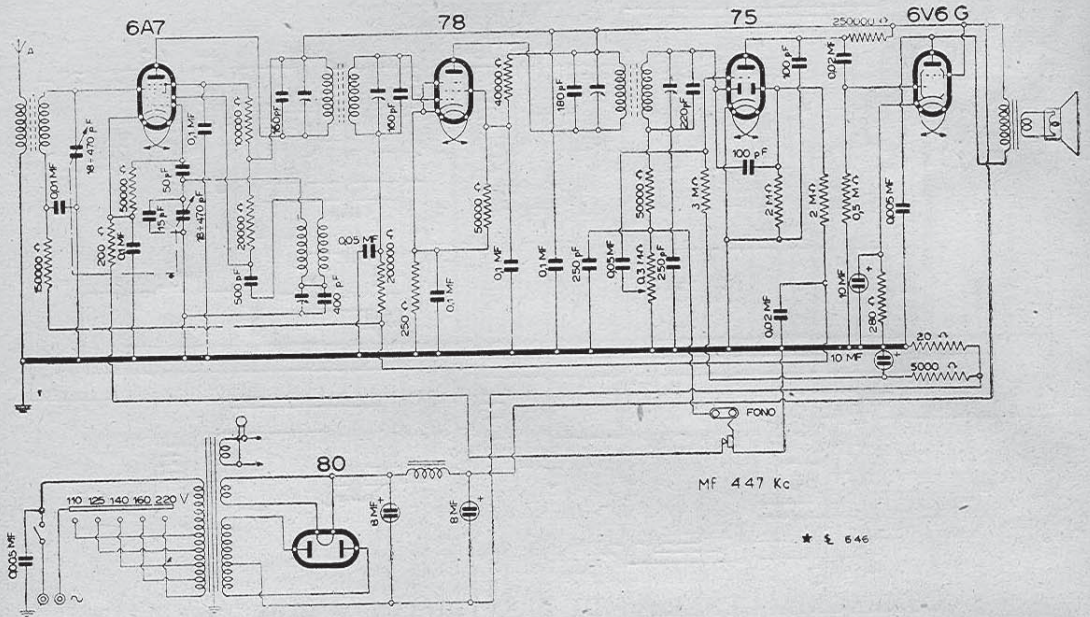 6A7
78
75
6V6 G
A
18÷470 pF
0,01 MF
150000 Ω
200 Ω
50000 Ω
0,1 MF
15 pF
50 pF
18÷470 pF
0,1 MF
10000 Ω
20000 Ω
500 pF
400 pF
160 pF
160 pF
0,05 MF
200000 Ω
250 Ω
0,1 MF
50000 Ω
40000 Ω
0,1 MF
0,1 MF
180 pF
220 pF
250 pF
0,05 MF
50000 Ω
0,3 MΩ
250 pF
3 MΩ
100 pF
100 pF
2 MΩ
2 MΩ
0,02 MF
250000 Ω
0,02 MF
0,5 MΩ
10 MF
+
280 Ω
0,005 MF
10 MF
+
20 Ω
5000 Ω
FONO
Mf 447 Kc
646
80
8 MF
+
8 MF
+
110 125 140 160 220 V
0,005 MF
~